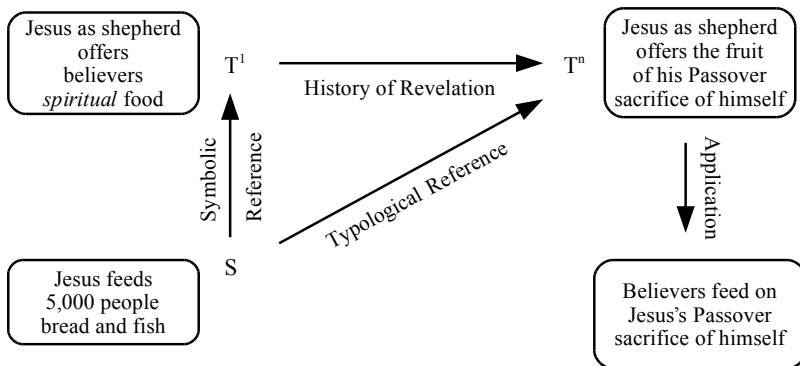 Jesus as shepherd
offers
believers
spiritual food
T1
History of Revelation
Tn
Jesus as shepherd
offers the fruit
of his Passover
sacrifice of himself
Symbolic
Reference
Typological Reference
Application
S
Jesus feeds
5,000 people
bread and fish
Believers feed on
Jesus’s Passover
sacrifice of himself